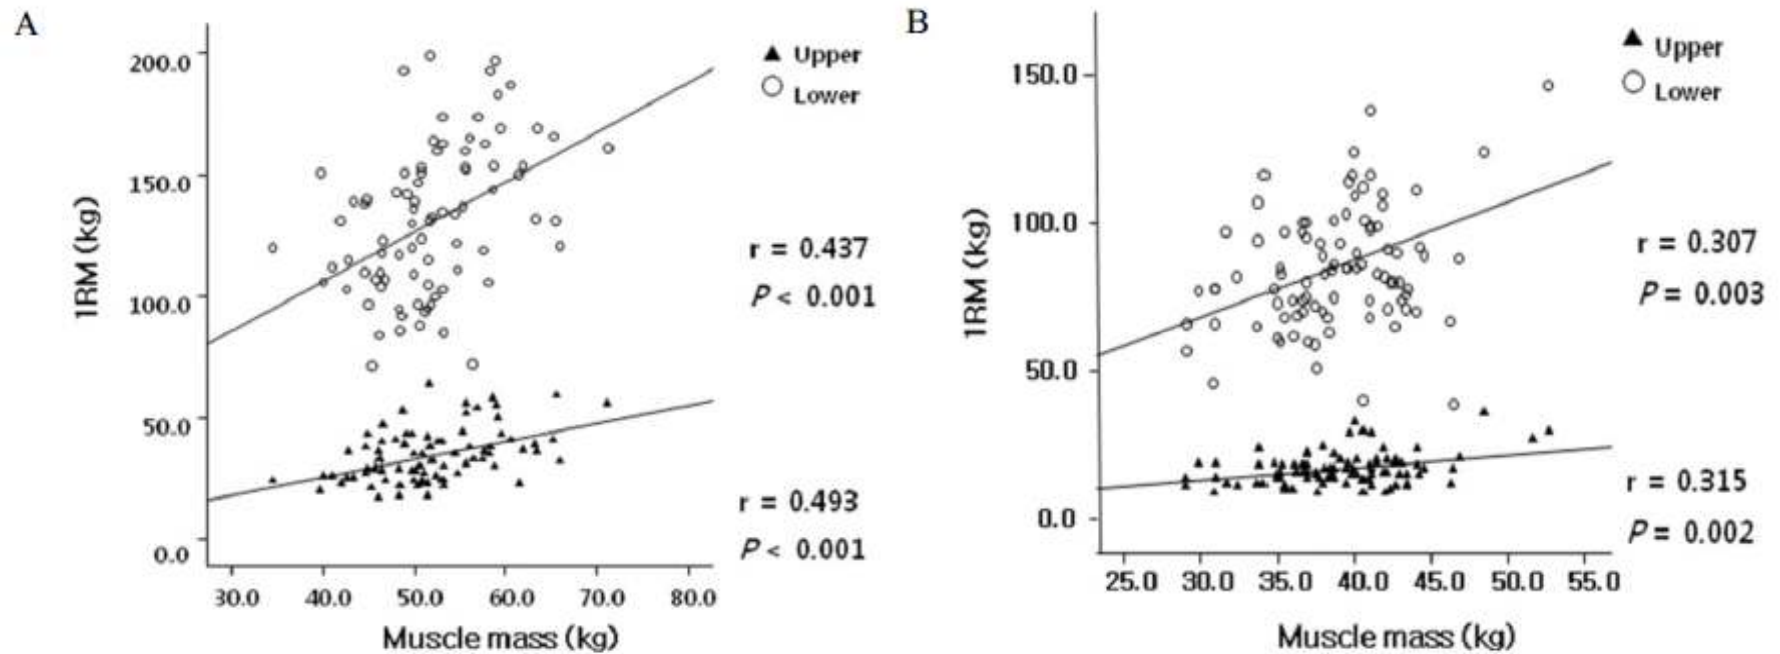 A
200.0
150.0
100.0
50.0
0.0
1RM (kg)
30.0 40.0 50.0 60.0 70.0 80.0
Muscle mass (kg)
Upper
Lower
r = 0.437
P < 0.001
r = 0.493
P < 0.001
B
150.0
100.0
50.0
0.0
1RM (kg)
25.0 30.0 35.0 40.0 45.0 50.0 55.0
Muscle mass (kg)
Upper
Lower
r = 0.307
P = 0.003
r = 0.315
P = 0.002